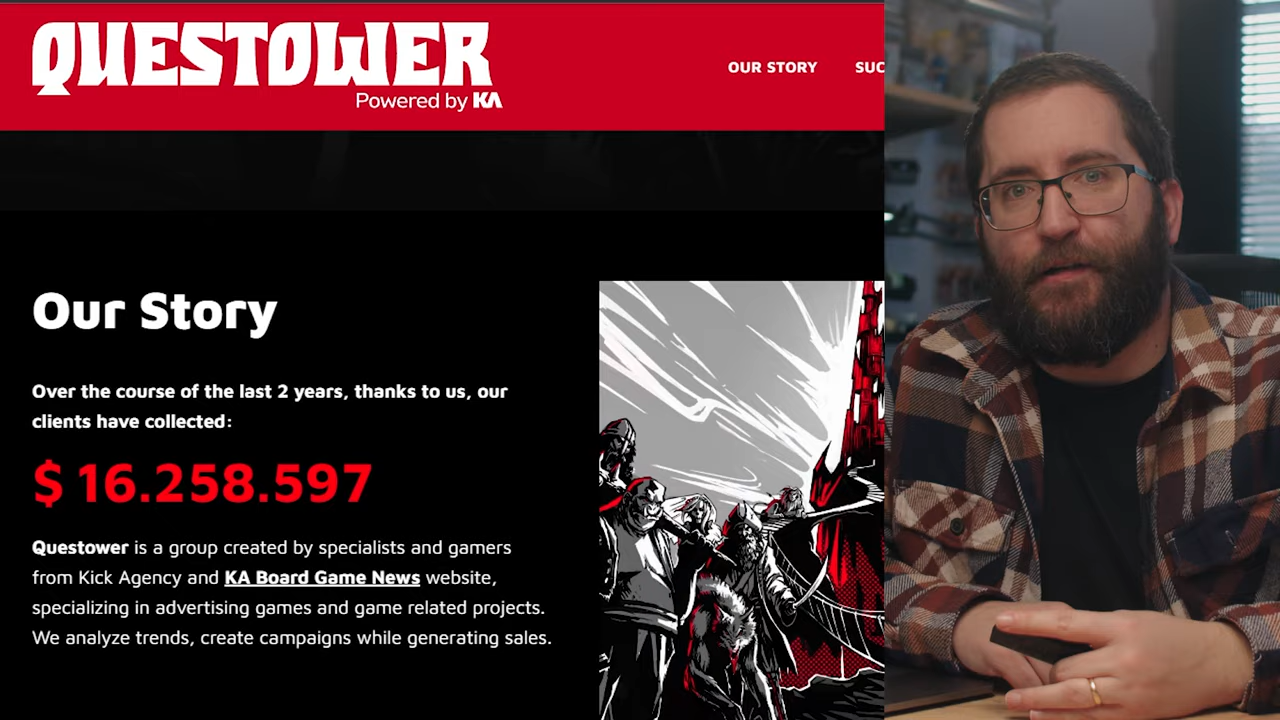 QUESTOWER
Powered by KA
OUR STORY
SUC
Our Story
Over the course of the last 2 years, thanks to us, our
clients have collected:
$ 16.258.597
Questower is a group created by specialists and gamers
from Kick Agency and KA Board Game News website,
specializing in advertising games and game related projects.
We analyze trends, create campaigns while generating sales.